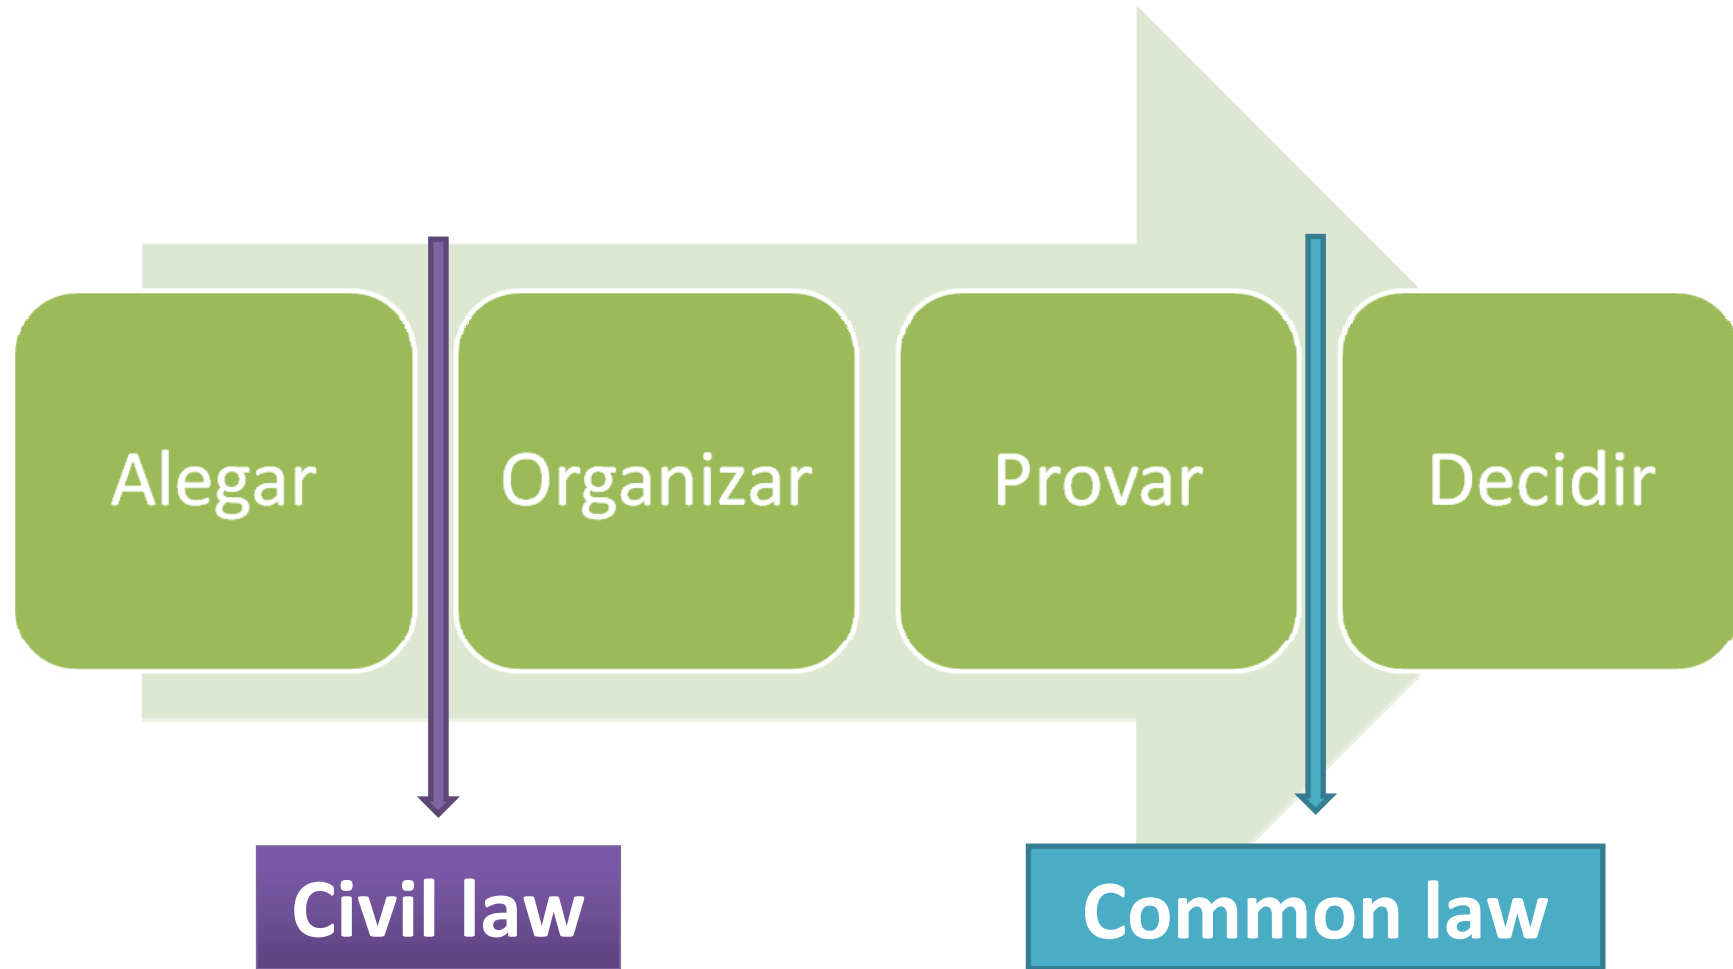 Alegar
Organizar
Provar
Decidir
Civil law
Common law